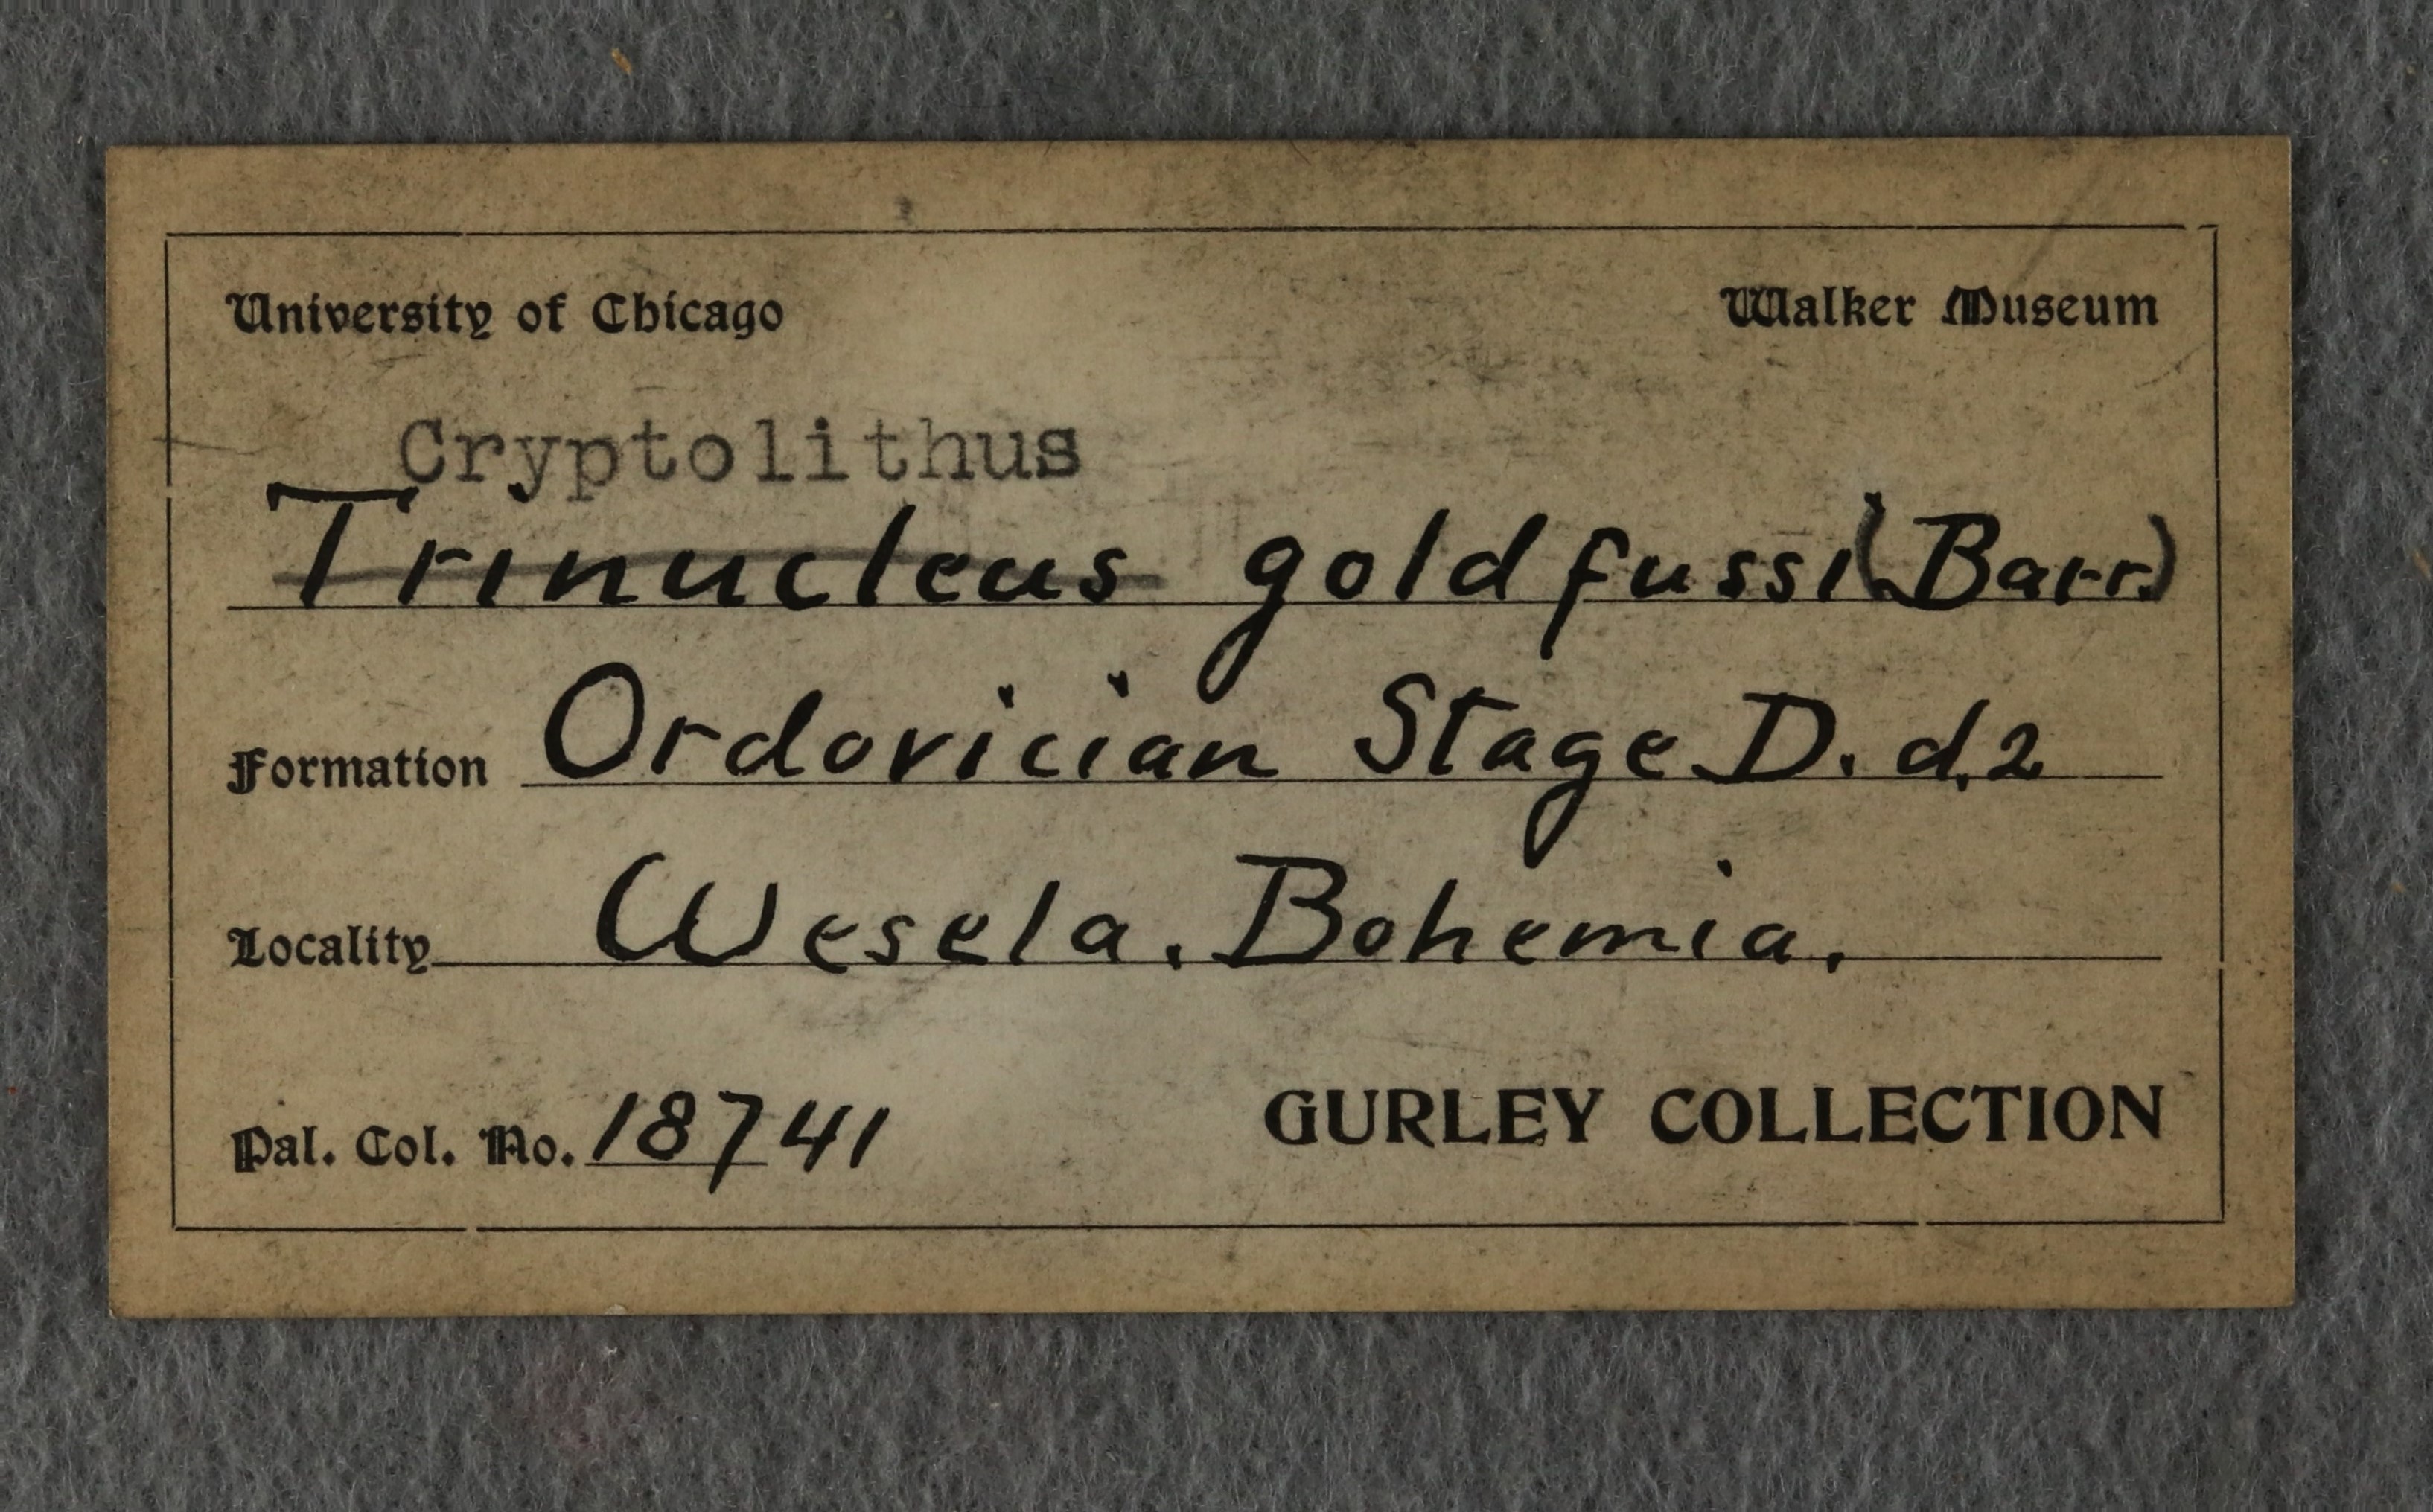 University of Chicago Walker Museum
Cryptolithus
Trinucleus goldfussi (Barr.)
Formation Ordovician Stage D. d.2
Locality Wesela. Bohemia.
Pal. Col. No. 18741 GURLEY COLLECTION